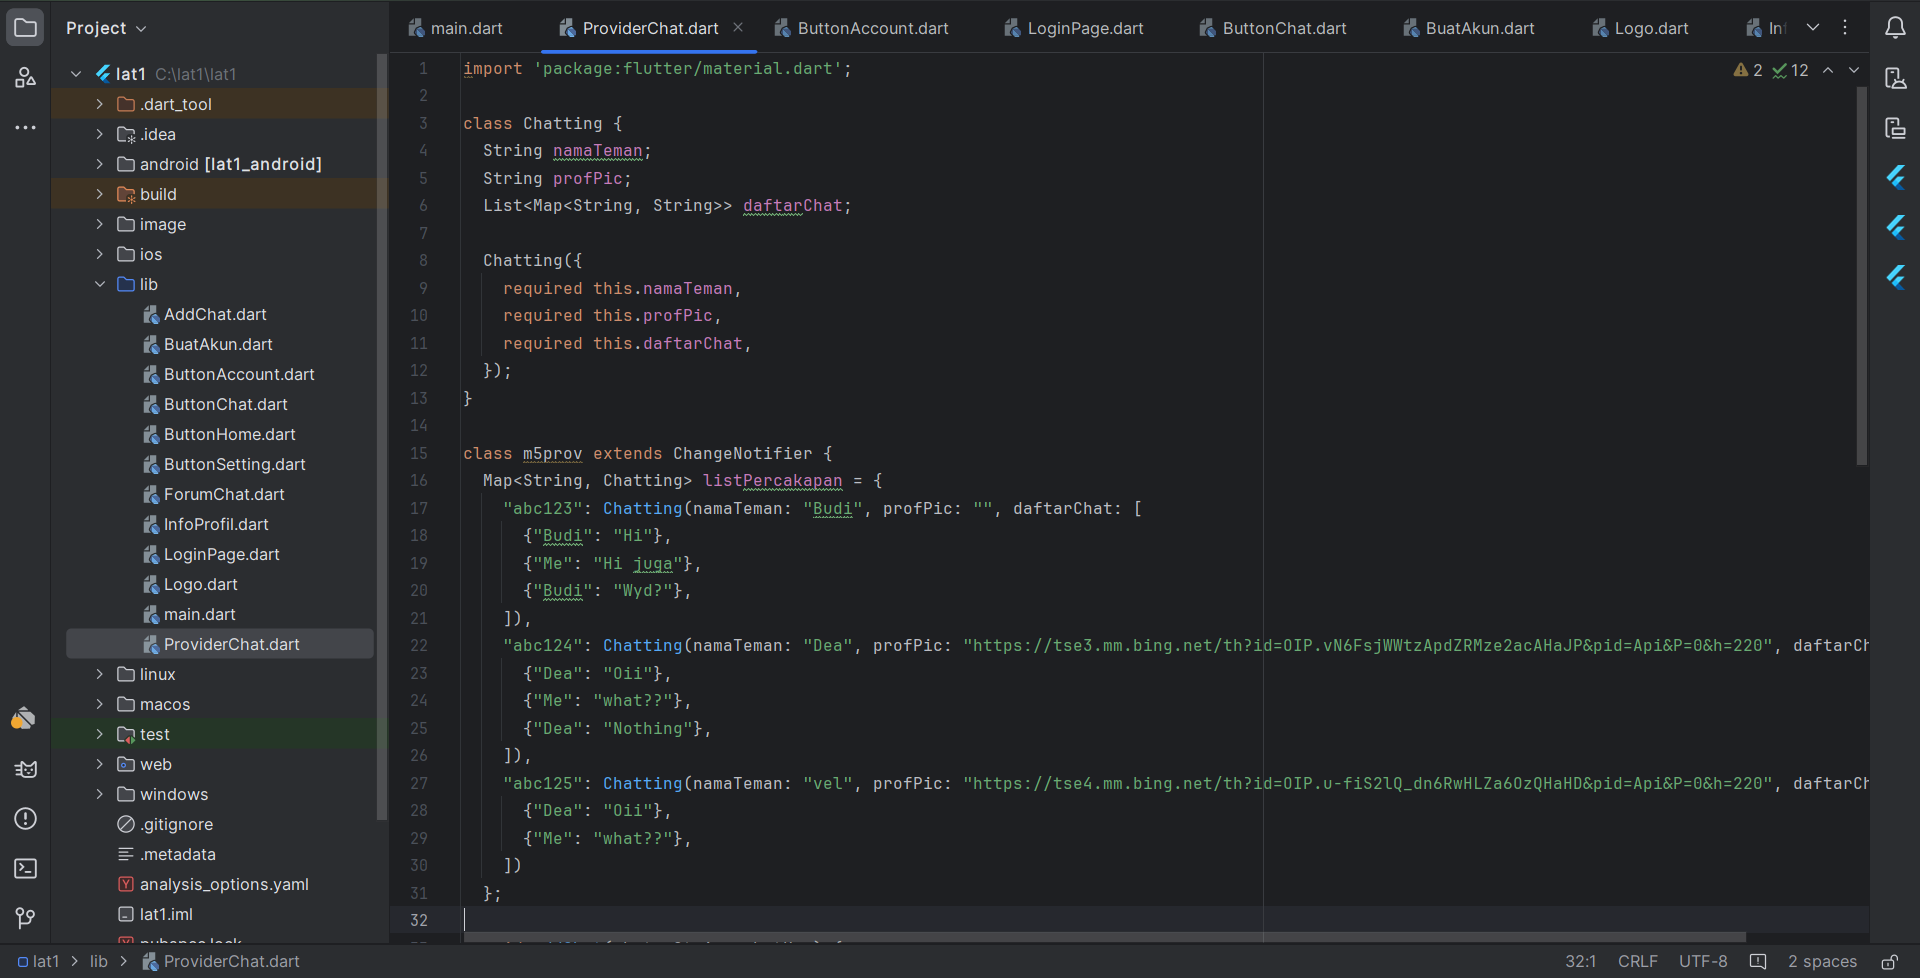 Project
lat1 C:\lat1\lat1
.dart_tool
.idea
android [lat1_android]
build
image
ios
lib
AddChat.dart
BuatAkun.dart
ButtonAccount.dart
ButtonChat.dart
ButtonHome.dart
ButtonSetting.dart
ForumChat.dart
InfoProfil.dart
LoginPage.dart
Logo.dart
main.dart
ProviderChat.dart
linux
macos
test
web
windows
.gitignore
.metadata
analysis_options.yaml
lat1.iml
main.dart ProviderChat.dart ButtonAccount.dart LoginPage.dart ButtonChat.dart BuatAkun.dart Logo.dart
2 12
1 import 'package:flutter/material.dart';
2
3 class Chatting {
4 String namaTeman;
5 String profPic;
6 List<Map<String, String>> daftarChat;
7
8 Chatting({
9 required this.namaTeman,
10 required this.profPic,
11 required this.daftarChat,
12 });
13 }
14
15 class m5prov extends ChangeNotifier {
16 Map<String, Chatting> listPercakapan = {
17 "abc123": Chatting(namaTeman: "Budi", profPic: "", daftarChat: [
18 {"Budi": "Hi"},
19 {"Me": "Hi juga"},
20 {"Budi": "Wyd?"},
21 ]),
22 "abc124": Chatting(namaTeman: "Dea", profPic: "https://tse3.mm.bing.net/th?id=OIP.vN6FsjWWtzApdZRMze2acAHaJP&pid=Api&P=0&h=220", daftarCh
23 {"Dea": "Oii"},
24 {"Me": "what??"},
25 {"Dea": "Nothing"},
26 ]),
27 "abc125": Chatting(namaTeman: "vel", profPic: "https://tse4.mm.bing.net/th?id=OIP.u-fiS2lQ_dn6RwHLZa6OzQHaHD&pid=Api&P=0&h=220", daftarCh
28 {"Dea": "Oii"},
29 {"Me": "what??"},
30 ])
31 };
32
lat1 > lib > ProviderChat.dart
32:1 CRLF UTF-8 2 spaces